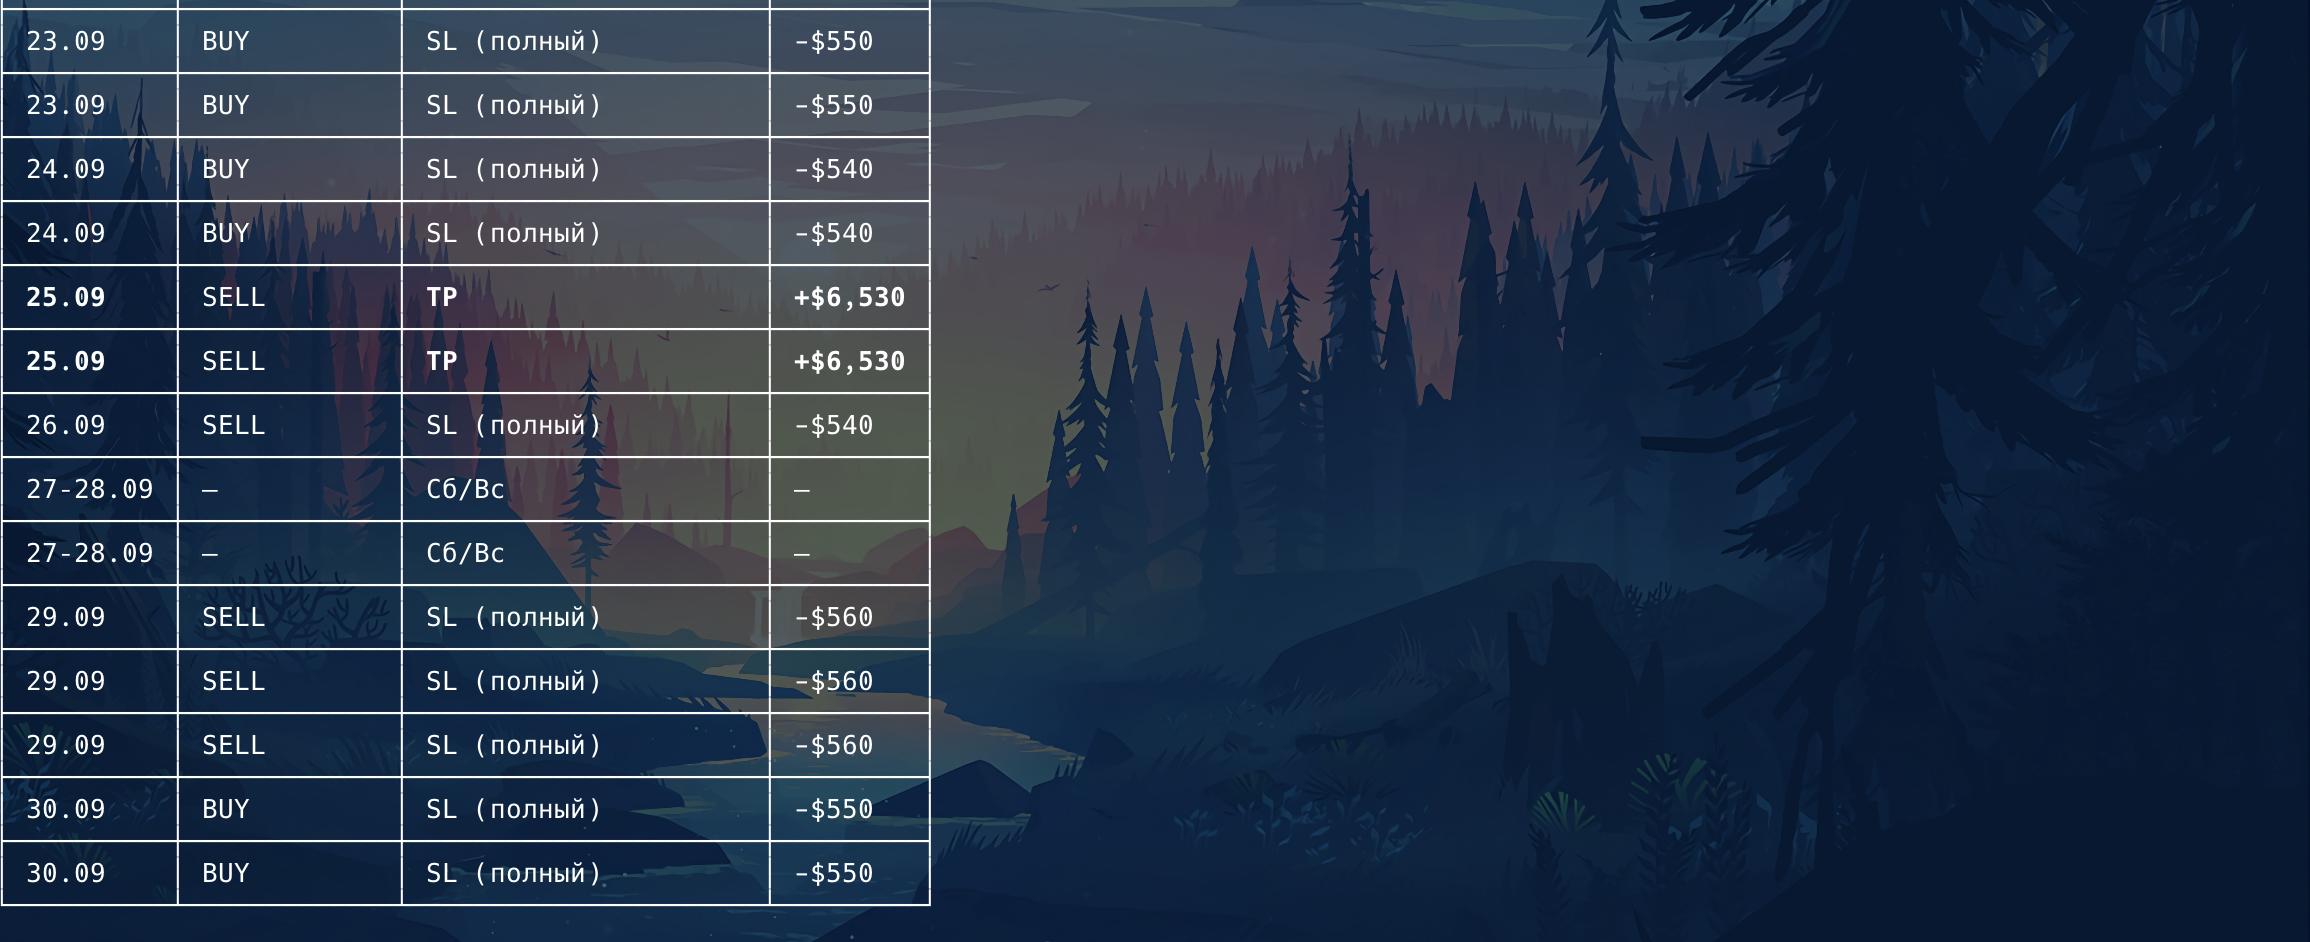 23.09 BUY SL (полный) -$550
23.09 BUY SL (полный) -$550
24.09 BUY SL (полный) -$540
24.09 BUY SL (полный) -$540
25.09 SELL TP +$6,530
25.09 SELL TP +$6,530
26.09 SELL SL (полный) -$540
27-28.09 — Сб/Вс —
27-28.09 — Сб/Вс —
29.09 SELL SL (полный) -$560
29.09 SELL SL (полный) -$560
29.09 SELL SL (полный) -$560
30.09 BUY SL (полный) -$550
30.09 BUY SL (полный) -$550